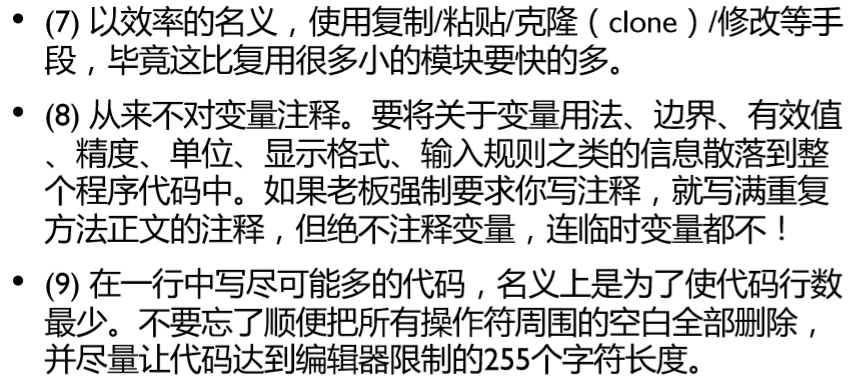 • (7) 以效率的名义，使用复制/粘贴/克隆（clone）/修改等手
段，毕竟这比复用很多小的模块要快的多。
• (8) 从来不对变量注释。要将关于变量用法、边界、有效值
、精度、单位、显示格式、输入规则之类的信息散落到整
个程序代码中。如果老板强制要求你写注释，就写满重复
方法正文的注释，但绝不注释变量，连临时变量都不！
• (9) 在一行中写尽可能多的代码，名义上是为了使代码行数
最少。不要忘了顺便把所有操作符周围的空白全部删除，
并尽量让代码达到编辑器限制的255个字符长度。